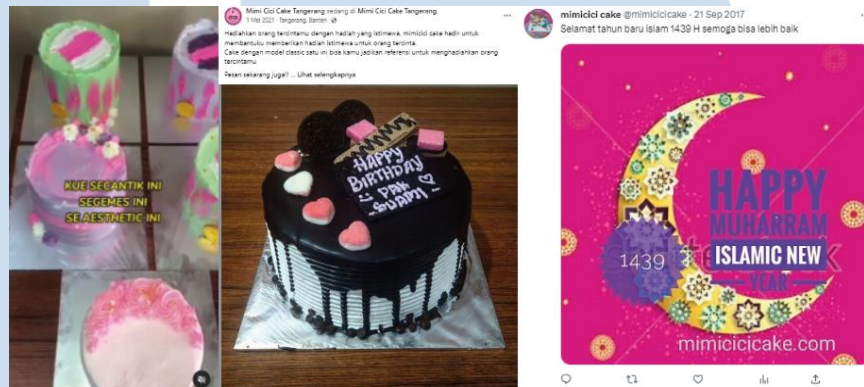 KUE SECANTIK INI
SEGEMES INI
SE AESTHETIC INI
Mimi Cici Cake Tangerang sedang di Mimi Cici Cake Tangerang.
1 Mei 2021 · Tangerang, Banten ·
Hadiahkan orang tercintamu dengan hadiah yang istimewa, mimicici cake hadir untuk
membantuku memberikan hadiah istimewa untuk orang terdinta.
Cake dengan model classic satu ini bisa kamu jadikan referensi untuk menghadiahkan orang
tercintamu
Pesan sekarang juga!! ... Lihat selengkapnya
HAPPY
BIRTHDAY
PAK
SUAMI
mimicici cake @mimicicicake · 21 Sep 2017
Selamat tahun baru islam 1439 H semoga bisa lebih baik
HAPPY
MUHARRAM
1439
ISLAMIC NEW
YEAR
mimicicicake.com